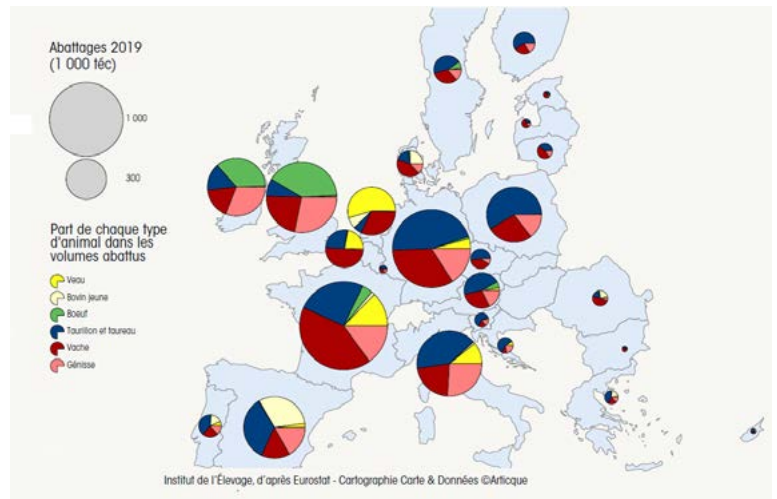 Abattages 2019
(1 000 téc)
1 000
300
Part de chaque type
d'animal dans les
volumes abattus
Veau
Bovin jeune
Boeuf
Taurillon et taureau
Vache
Génisse
Institut de l'Élevage, d'après Eurostat - Cartographie Carte & Données ©Articque